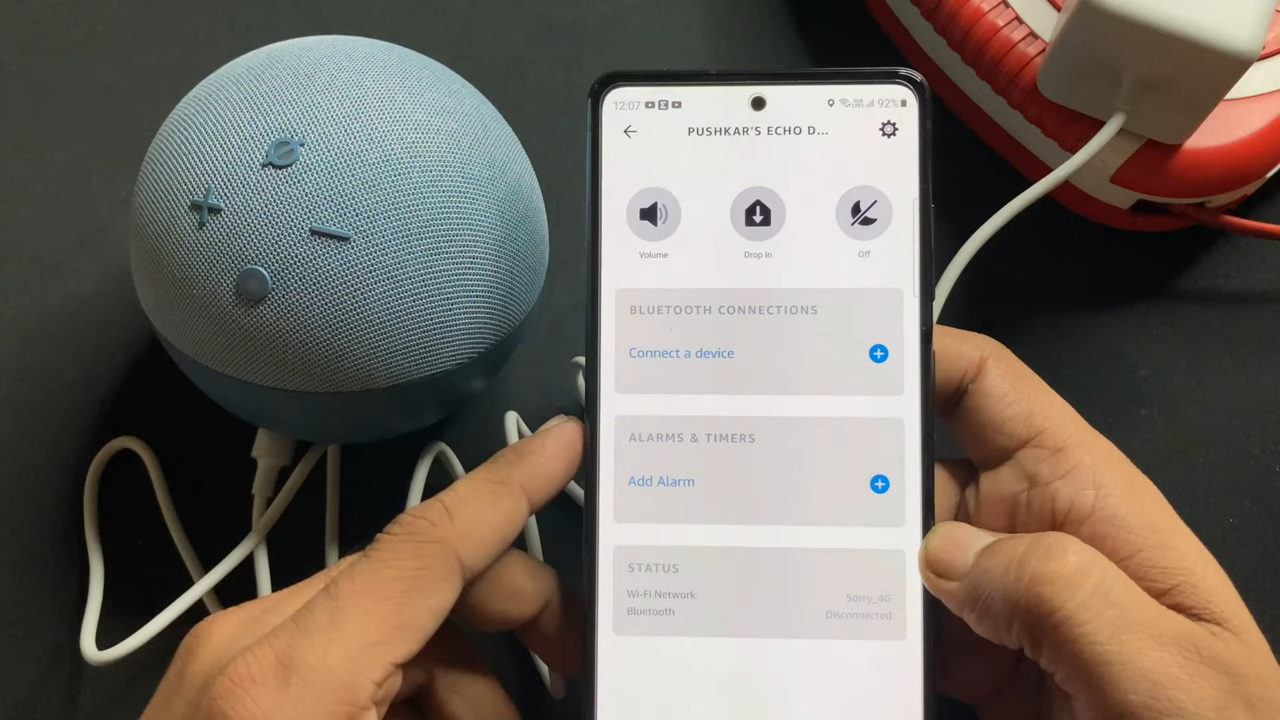 12:07 92%
PUSHKAR'S ECHO D...
Volume Drop In Off
BLUETOOTH CONNECTIONS
Connect a device
ALARMS & TIMERS
Add Alarm
STATUS
Wi-Fi Network Sorry_4G
Bluetooth Disconnected